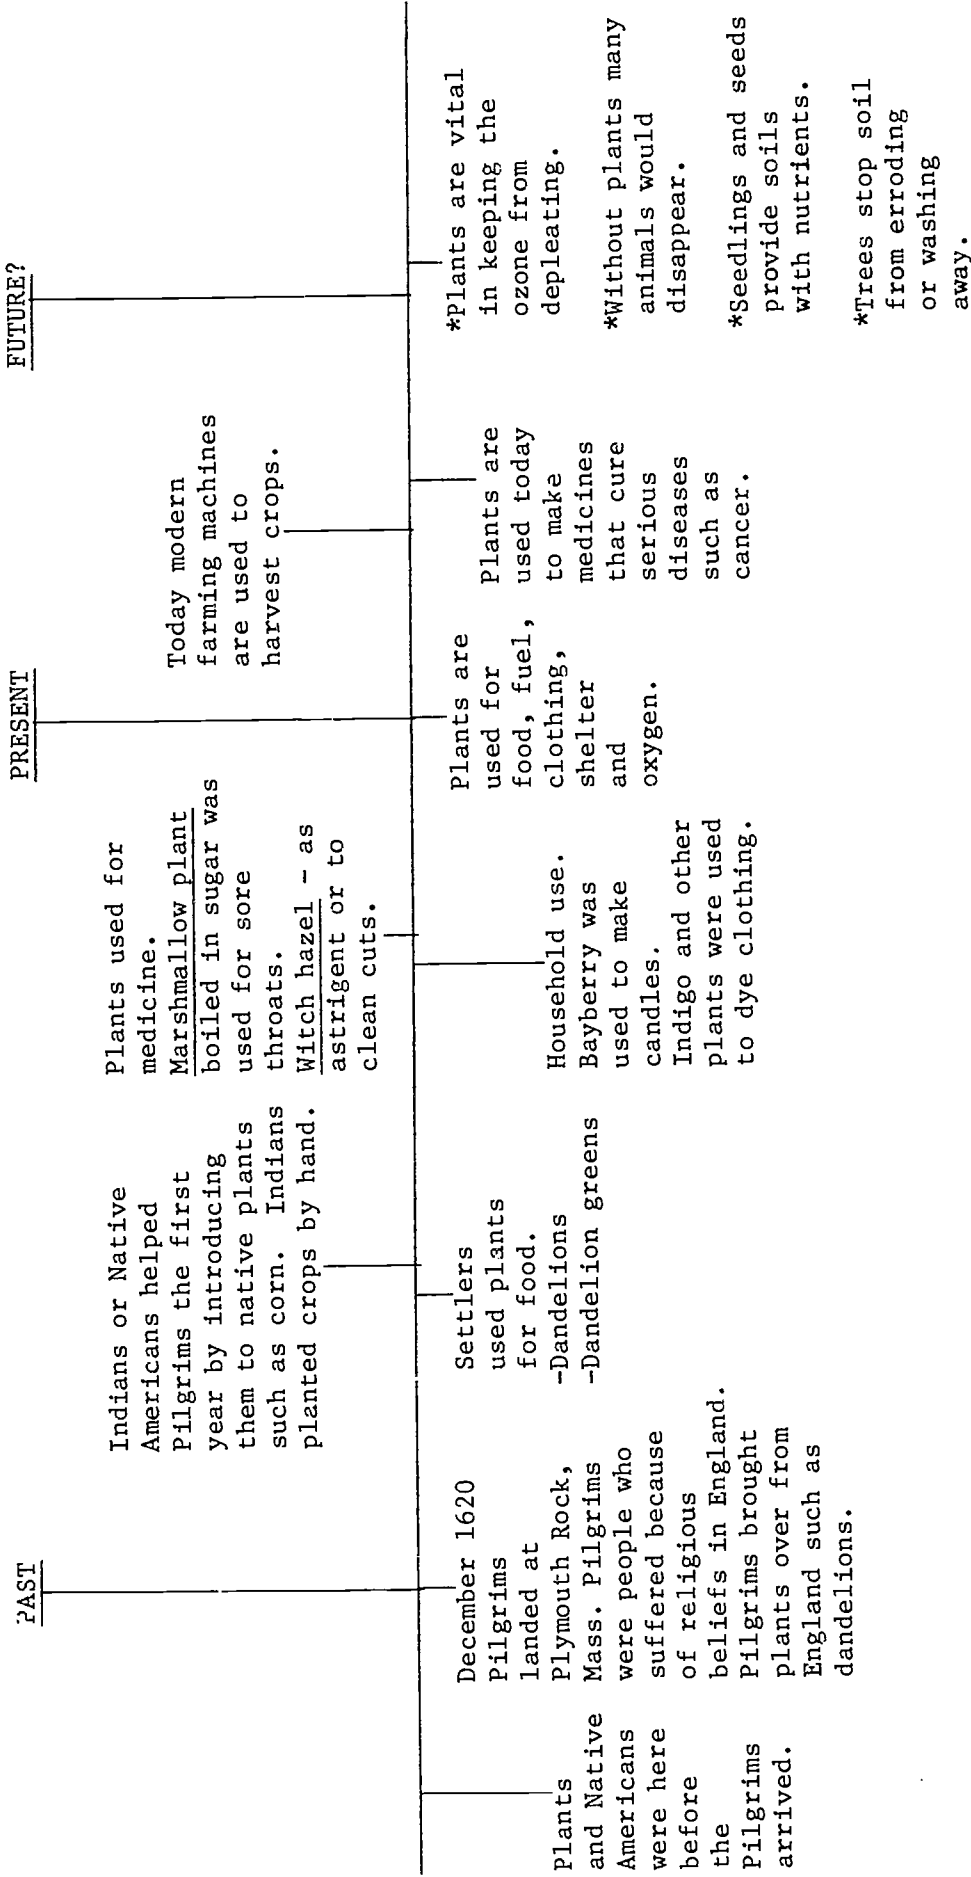 PAST
PRESENT
FUTURE?
Indians or Native
Americans helped
Pilgrims the first
year by introducing
them to native plants
such as corn. Indians
planted crops by hand.
Plants used for
medicine.
Marshmallow plant
boiled in sugar was
used for sore
throats.
Witch hazel - as
astrigent or to
clean cuts.
Today modern
farming machines
are used to
harvest crops.
Plants
and Native
Americans
were here
before
the
Pilgrims
arrived.
December 1620
Pilgrims
landed at
Plymouth Rock,
Mass. Pilgrims
were people who
suffered because
of religious
beliefs in England.
Pilgrims brought
plants over from
England such as
dandelions.
Settlers
used plants
for food.
-Dandelions
-Dandelion greens
Household use.
Bayberry was
used to make
candles.
Indigo and other
plants were used
to dye clothing.
Plants are
used for
food, fuel,
clothing,
shelter
and
oxygen.
Plants are
used today
to make
medicines
that cure
serious
diseases
such as
cancer.
*Plants are vital
in keeping the
ozone from
depleating.
*Without plants many
animals would
disappear.
*Seedlings and seeds
provide soils
with nutrients.
*Trees stop soil
from erroding
or washing
away.